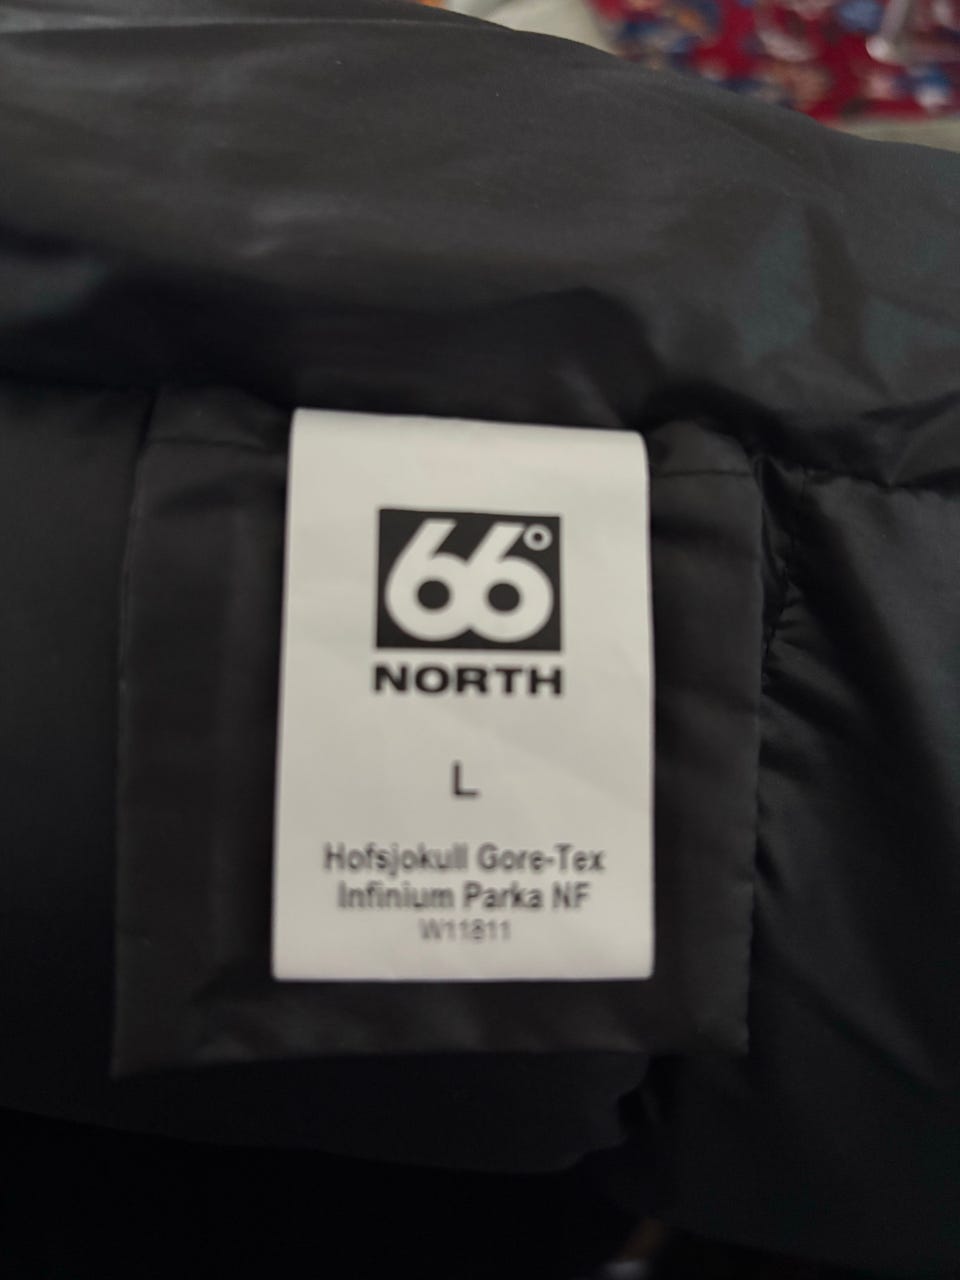 66°
NORTH
L
Hofsjokull Gore-Tex
Infinium Parka NF
W11811